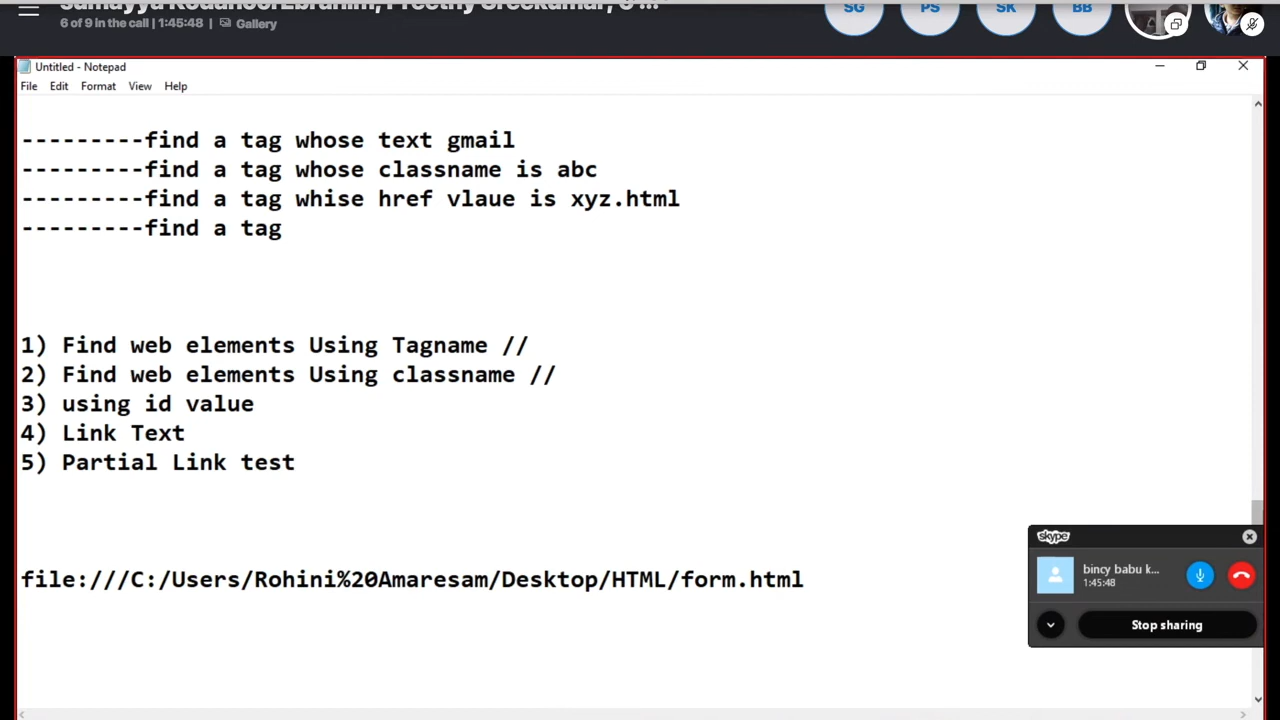 6 of 9 in the call | 1:45:48 | Gallery
SG PS SK BB
Untitled - Notepad
File Edit Format View Help
---------find a tag whose text gmail
---------find a tag whose classname is abc
---------find a tag whise href vlaue is xyz.html
---------find a tag
1) Find web elements Using Tagname //
2) Find web elements Using classname //
3) using id value
4) Link Text
5) Partial Link test
file:///C:/Users/Rohini%20Amaresam/Desktop/HTML/form.html
skype
bincy babu k...
1:45:48
Stop sharing